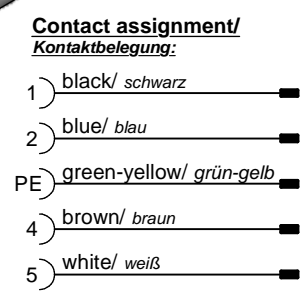 Contact assignment/
Kontaktbelegung:
1 black/ schwarz
2 blue/ blau
PE green-yellow/ grün-gelb
4 brown/ braun
5 white/ weiß